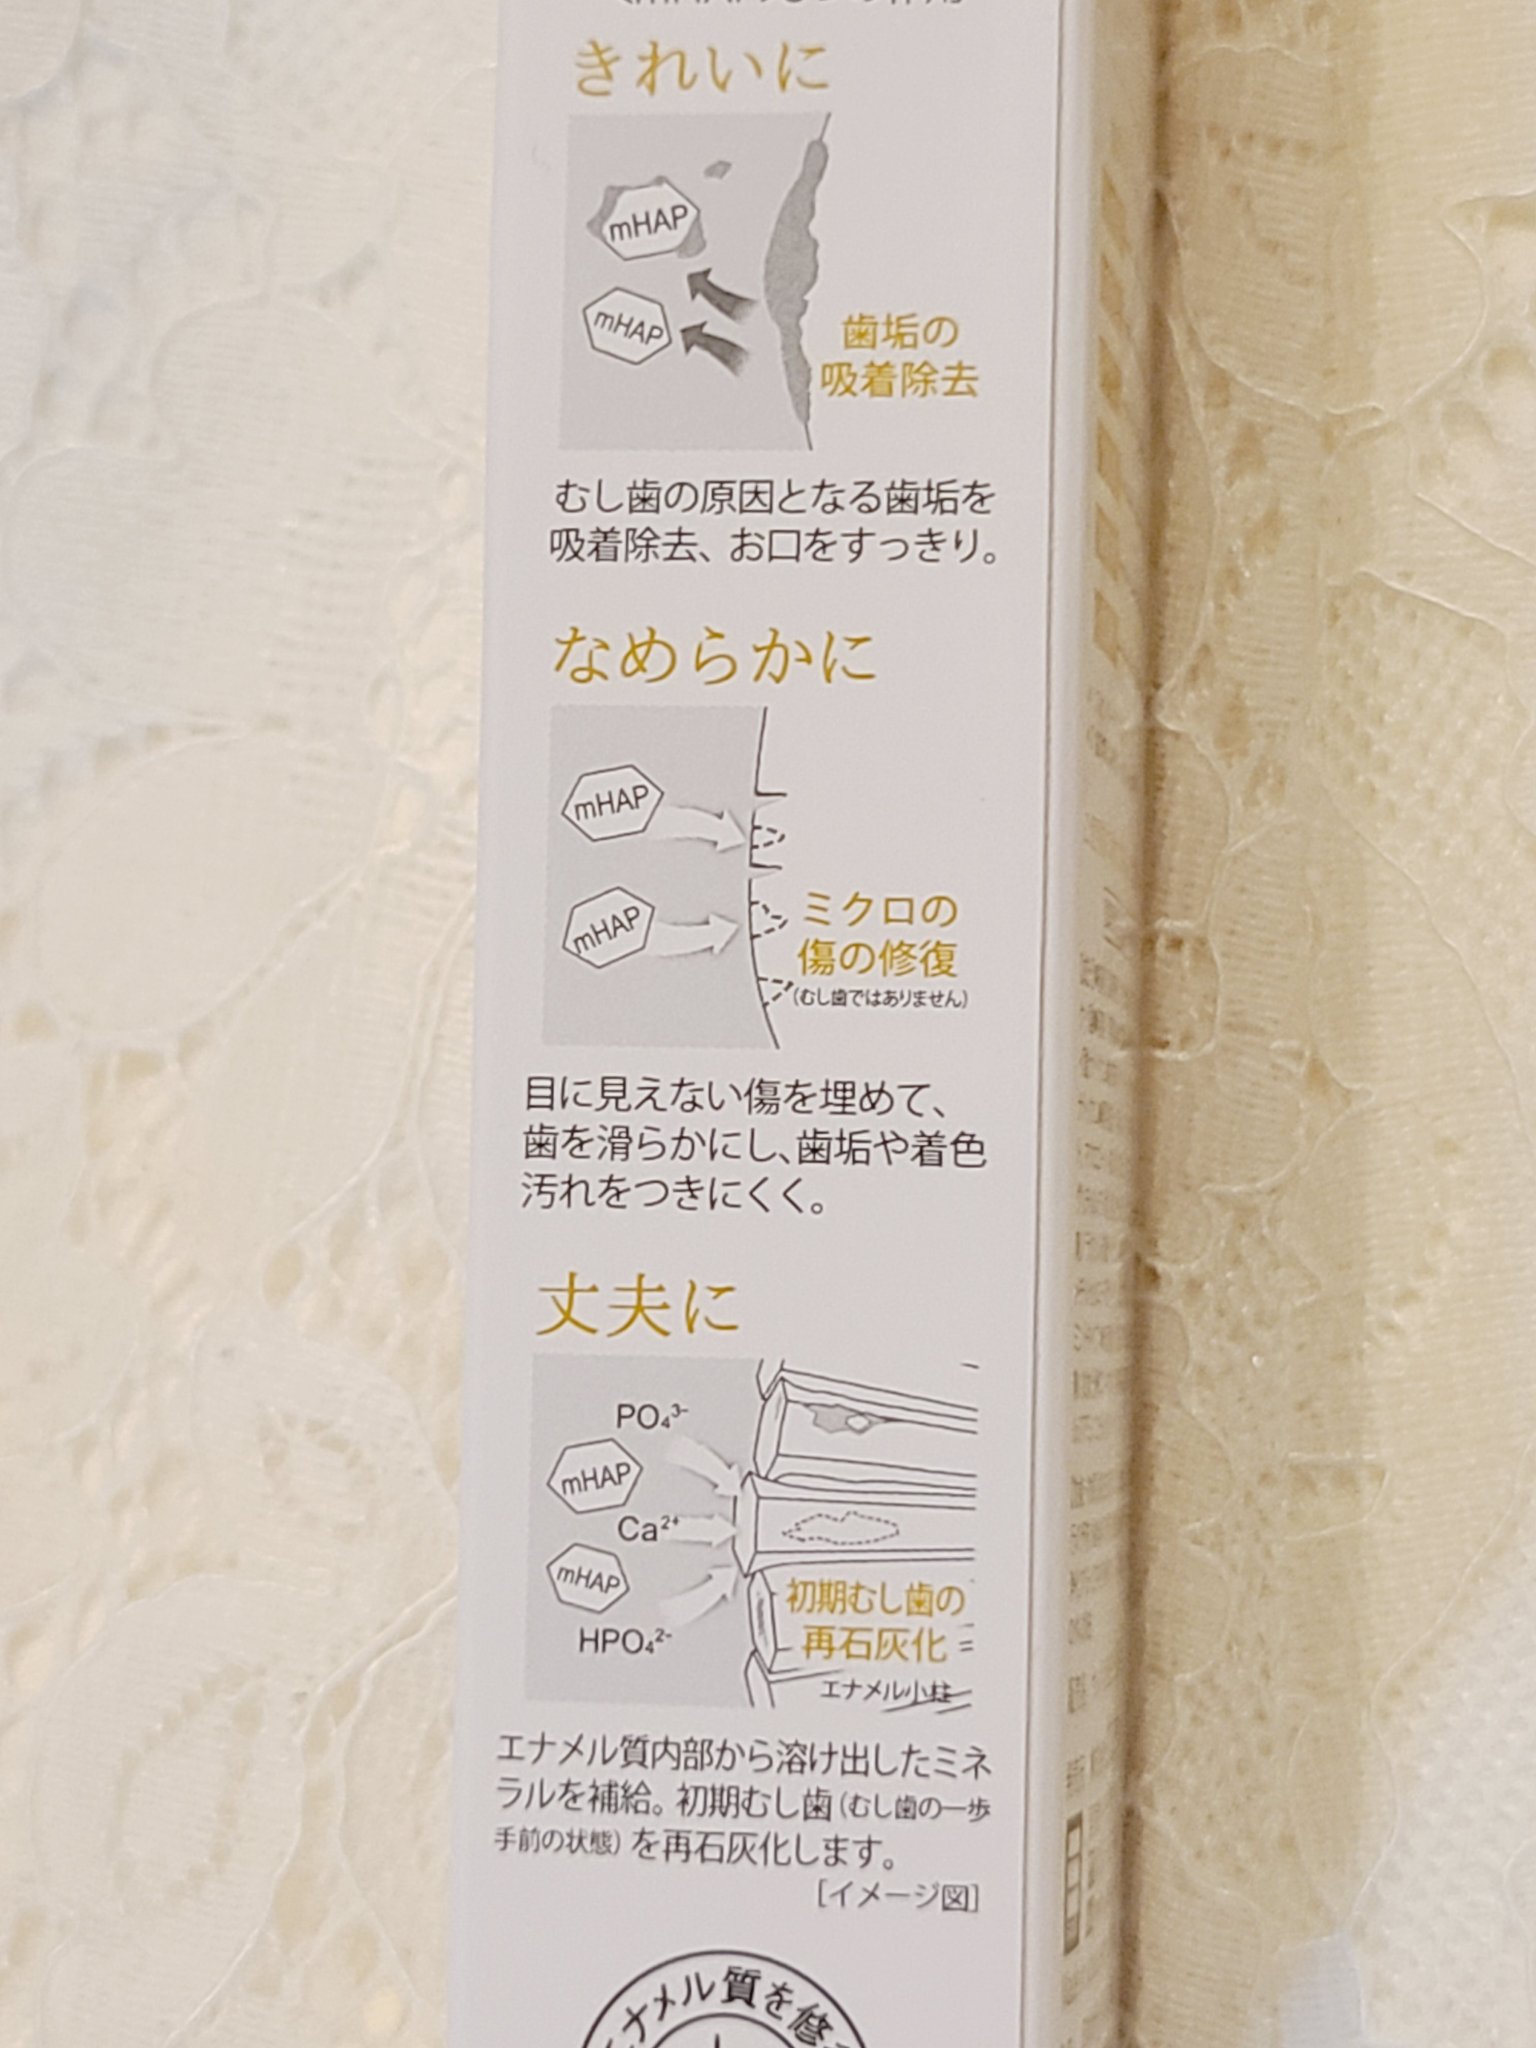 きれいに
mHAP
mHAP
歯垢の
吸着除去
むし歯の原因となる歯垢を
吸着除去、お口をすっきり。
なめらかに
mHAP
mHAP
ミクロの
傷の修復
(むし歯ではありません)
目に見えない傷を埋めて、
歯を滑らかにし、歯垢や着色
汚れをつきにくく。
丈夫に
PO₄³⁻
mHAP
Ca²⁺
mHAP
HPO₄²⁻
初期むし歯の
再石灰化
エナメル小柱
エナメル質内部から溶け出したミネ
ラルを補給。初期むし歯(むし歯の一歩
手前の状態)を再石灰化します。
[イメージ図]
ナメル質を修